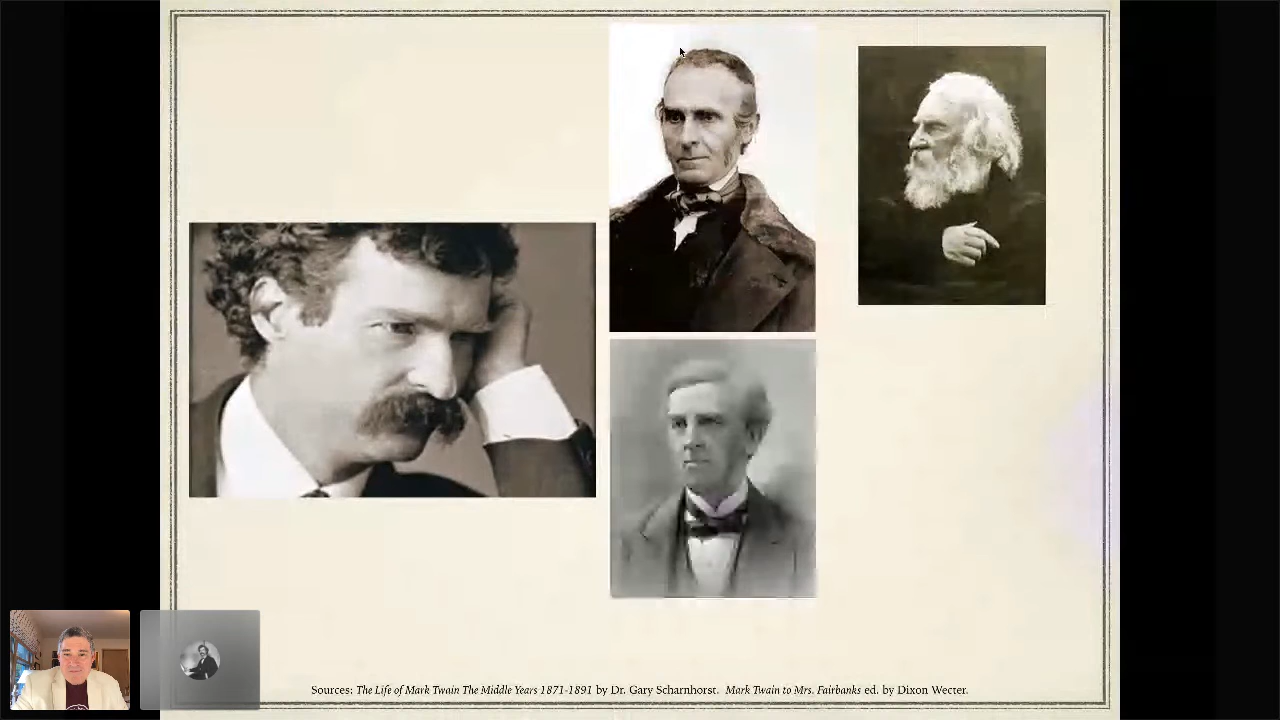 Sources: The Life of Mark Twain The Middle Years 1871-1891 by Dr. Gary Scharnhorst. Mark Twain to Mrs. Fairbanks ed. by Dixon Wecter.